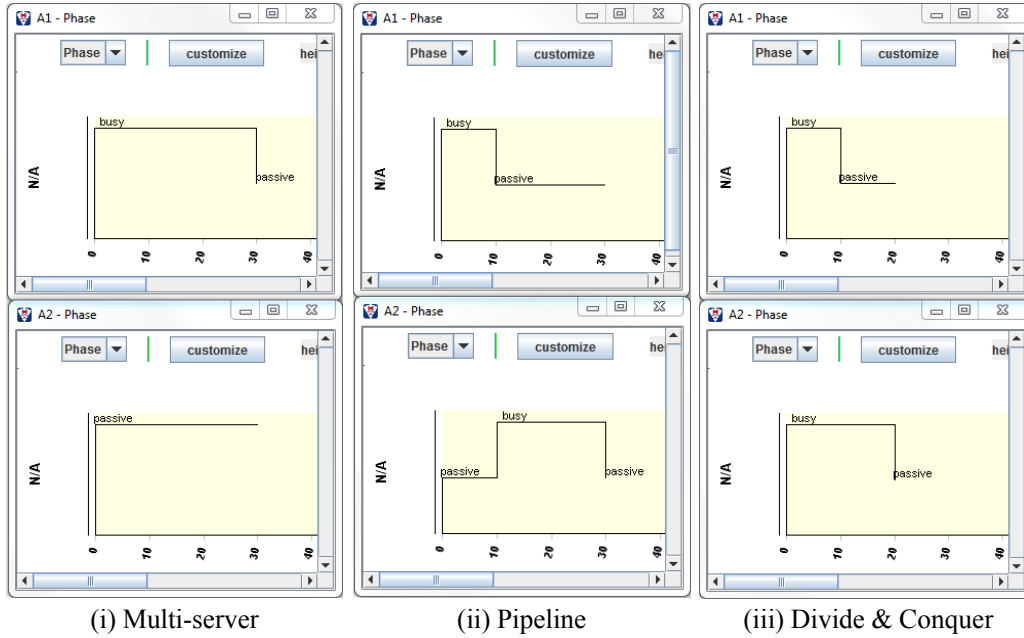 A1 - Phase
Phase customize hei
busy
passive
N/A
0 10 20 30 40
A1 - Phase
Phase customize he
busy
passive
N/A
0 10 20 30 40
A1 - Phase
Phase customize hei
busy
passive
N/A
0 10 20 30 40
A2 - Phase
Phase customize hei
passive
N/A
0 10 20 30 40
A2 - Phase
Phase customize he
busy
passive passive
N/A
0 10 20 30 40
A2 - Phase
Phase customize hei
busy
passive
N/A
0 10 20 30 40
(i) Multi-server
(ii) Pipeline
(iii) Divide & Conquer